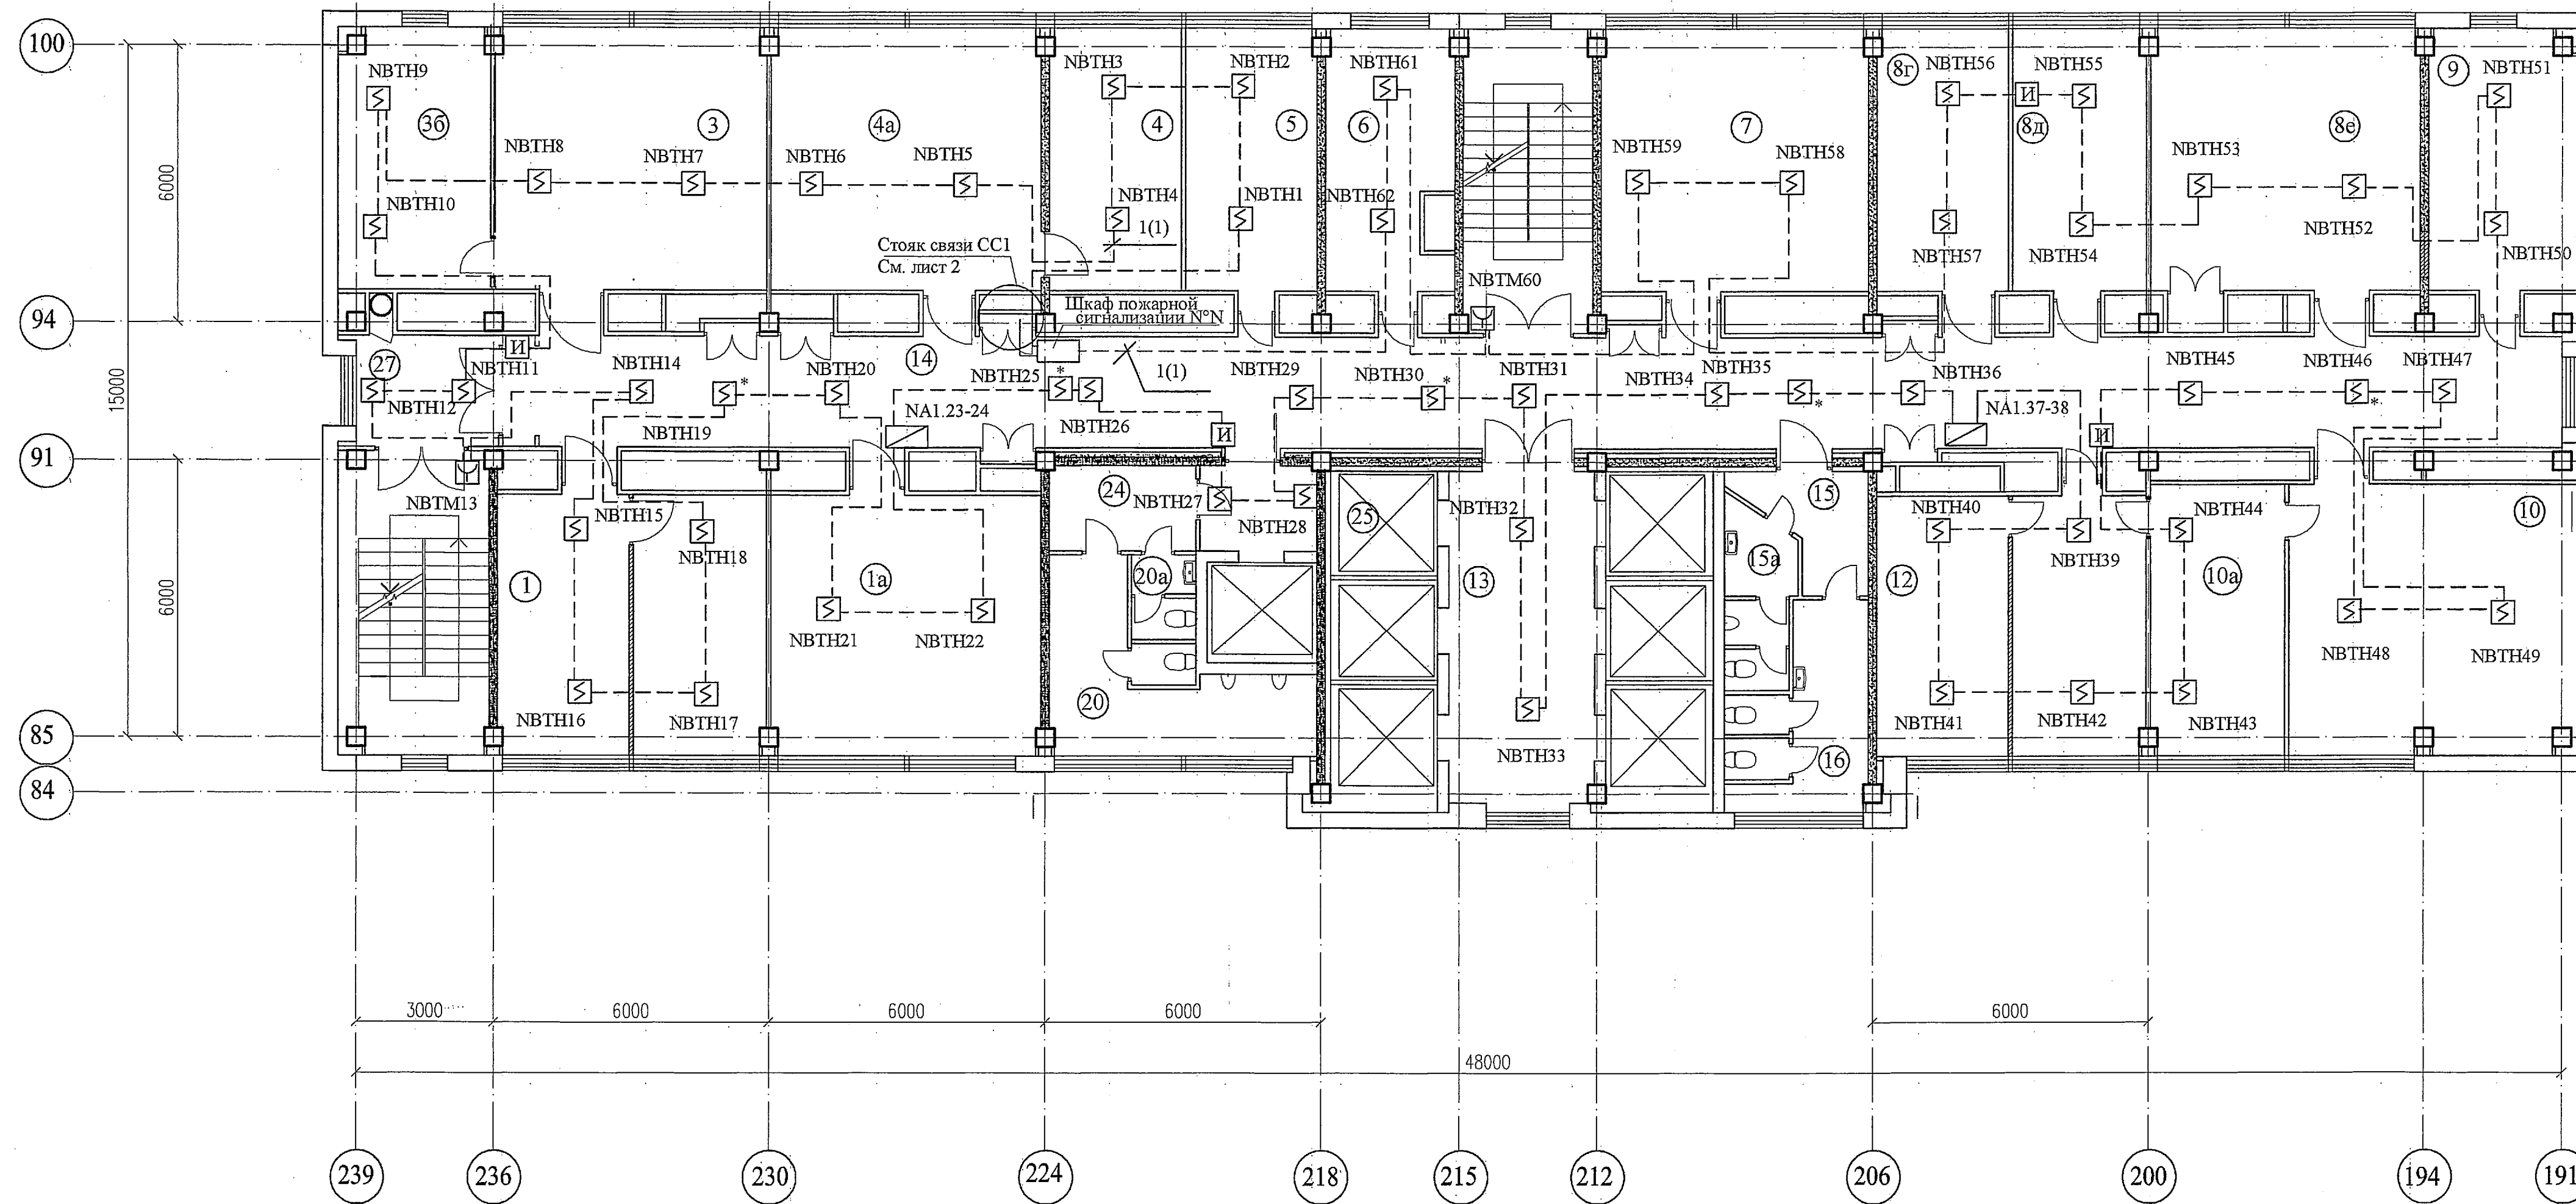 100
NBTH9
NBTH3
NBTH2
NBTH61
8г
NBTH56
NBTH55
9
NBTH51
3б
3
4а
4
5
6
7
И
8д
8е
NBTH8
NBTH7
NBTH6
NBTH5
NBTH59
NBTH58
NBTH53
6000
NBTH10
NBTH4
NBTH1
NBTH62
1(1)
NBTH57
NBTH54
NBTH52
NBTH50
Стояк связи СС1
См. лист 2
NBTM60
Шкаф пожарной
сигнализации N°N
94
И
27
NBTH11
NBTH14
NBTH20
14
NBTH25
*
*
1(1)
NBTH29
NBTH30
*
NBTH31
NBTH34
NBTH35
*
NBTH36
NBTH45
NBTH46
*
NBTH47
15000
NBTH12
NBTH19
NA1.23-24
NBTH26
И
NA1.37-38
И
91
NBTM13
NBTH15
24
NBTH27
NBTH28
25
NBTH32
15
NBTH40
NBTH44
10
NBTH18
15а
NBTH39
6000
1
1а
20а
13
12
10а
NBTH21
NBTH22
NBTH48
NBTH49
NBTH16
NBTH17
20
NBTH41
NBTH42
NBTH43
85
NBTH33
16
84
3000
6000
6000
6000
6000
48000
239
236
230
224
218
215
212
206
200
194
191